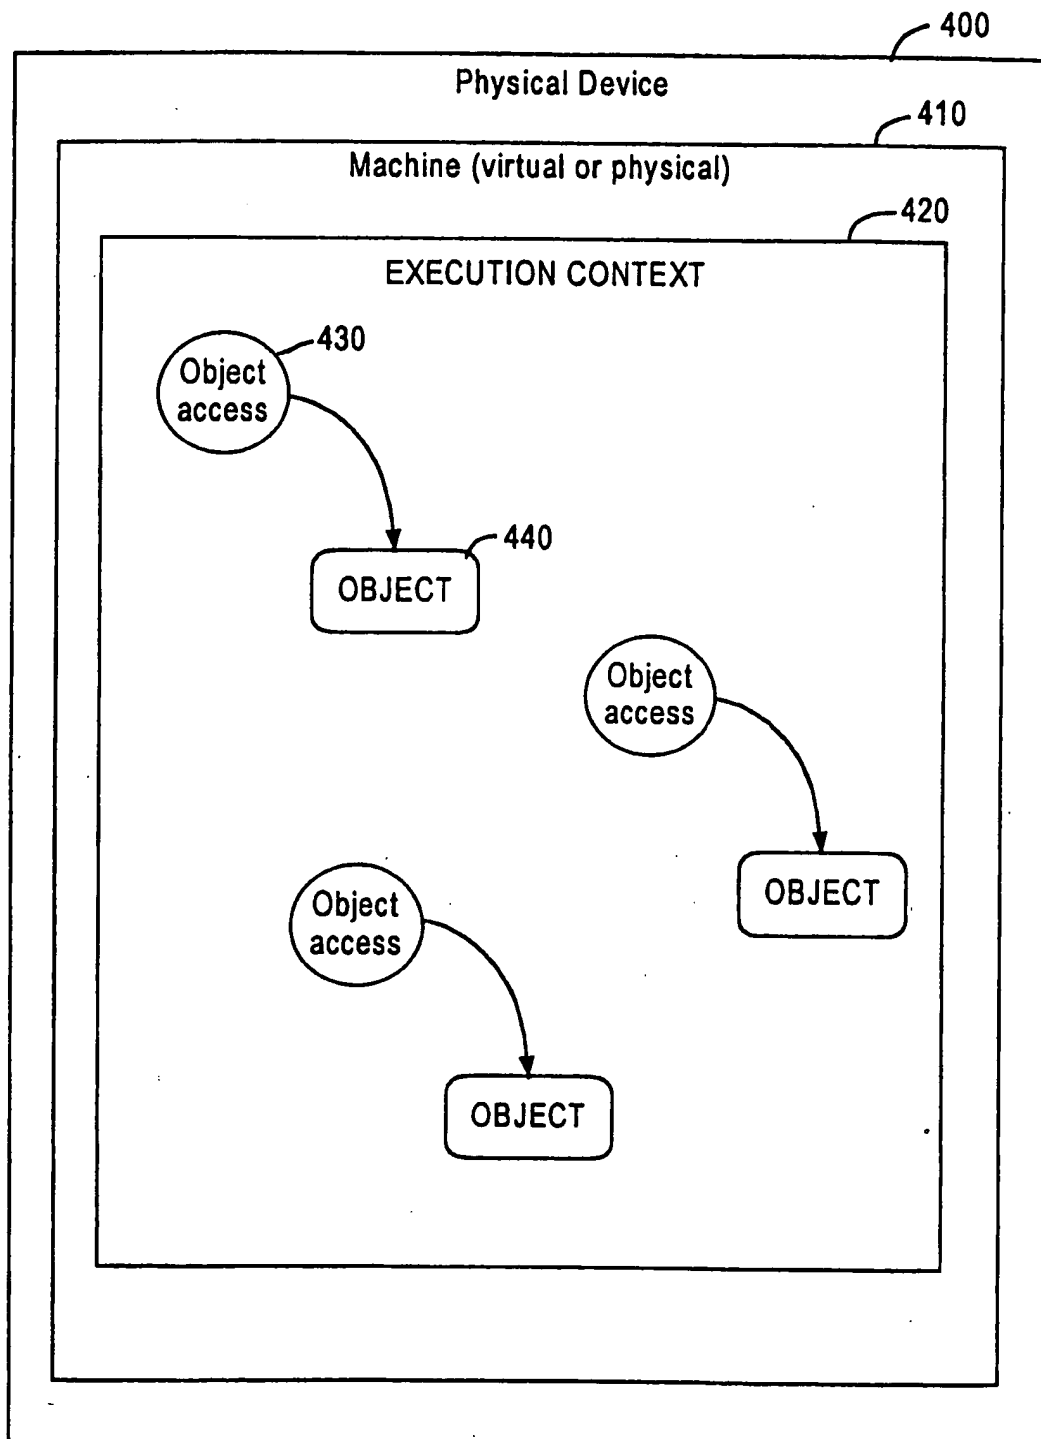 400
Physical Device
410
Machine (virtual or physical)
420
EXECUTION CONTEXT
430
Object
access
440
OBJECT
Object
access
OBJECT
Object
access
OBJECT